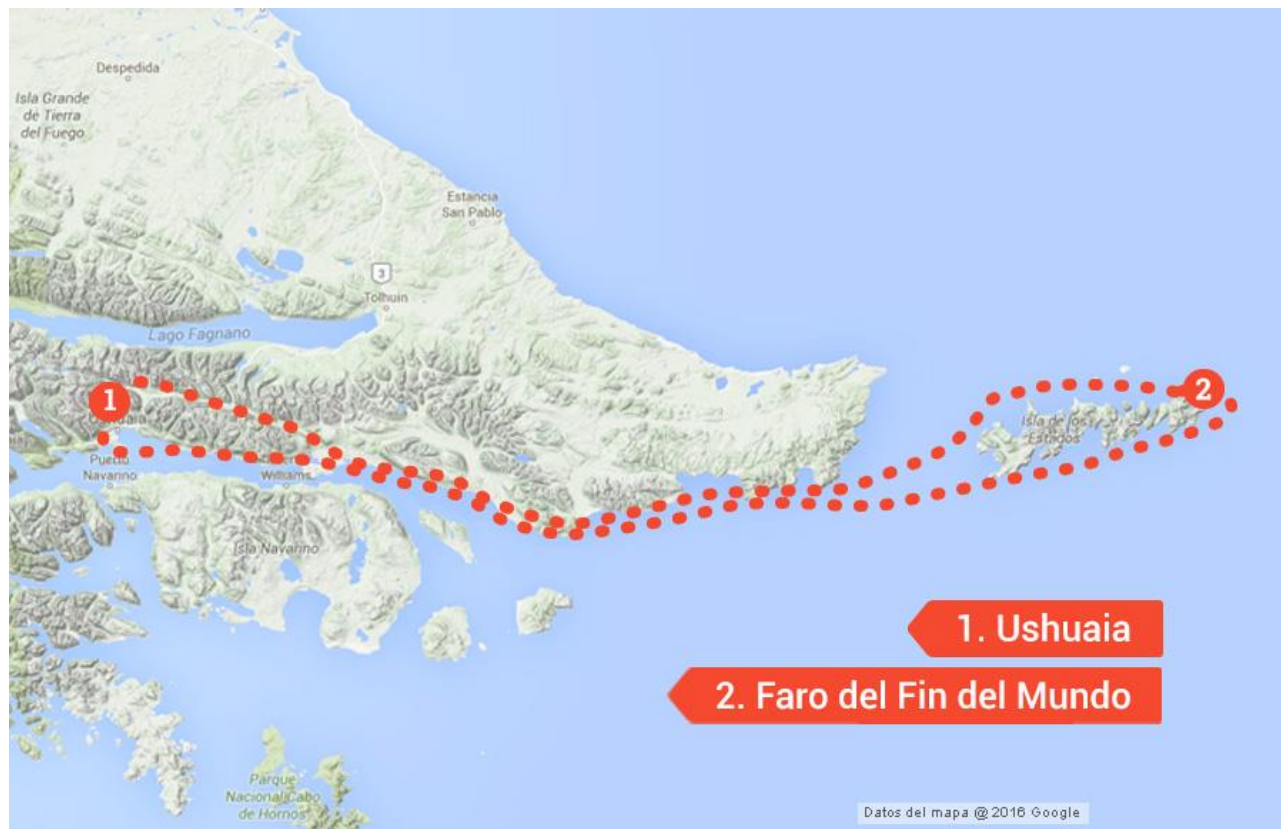 Despedida
Isla Grande
de Tierra
del Fuego
Estancia
San Pablo
3
Tolhuin
Lago Fagnano
1
2
Isla de los
Estados
Puerto
Navarino
Williams
Isla Navarino
1. Ushuaia
2. Faro del Fin del Mundo
Parque
Nacional Cabo
de Hornos
Datos del mapa @ 2016 Google